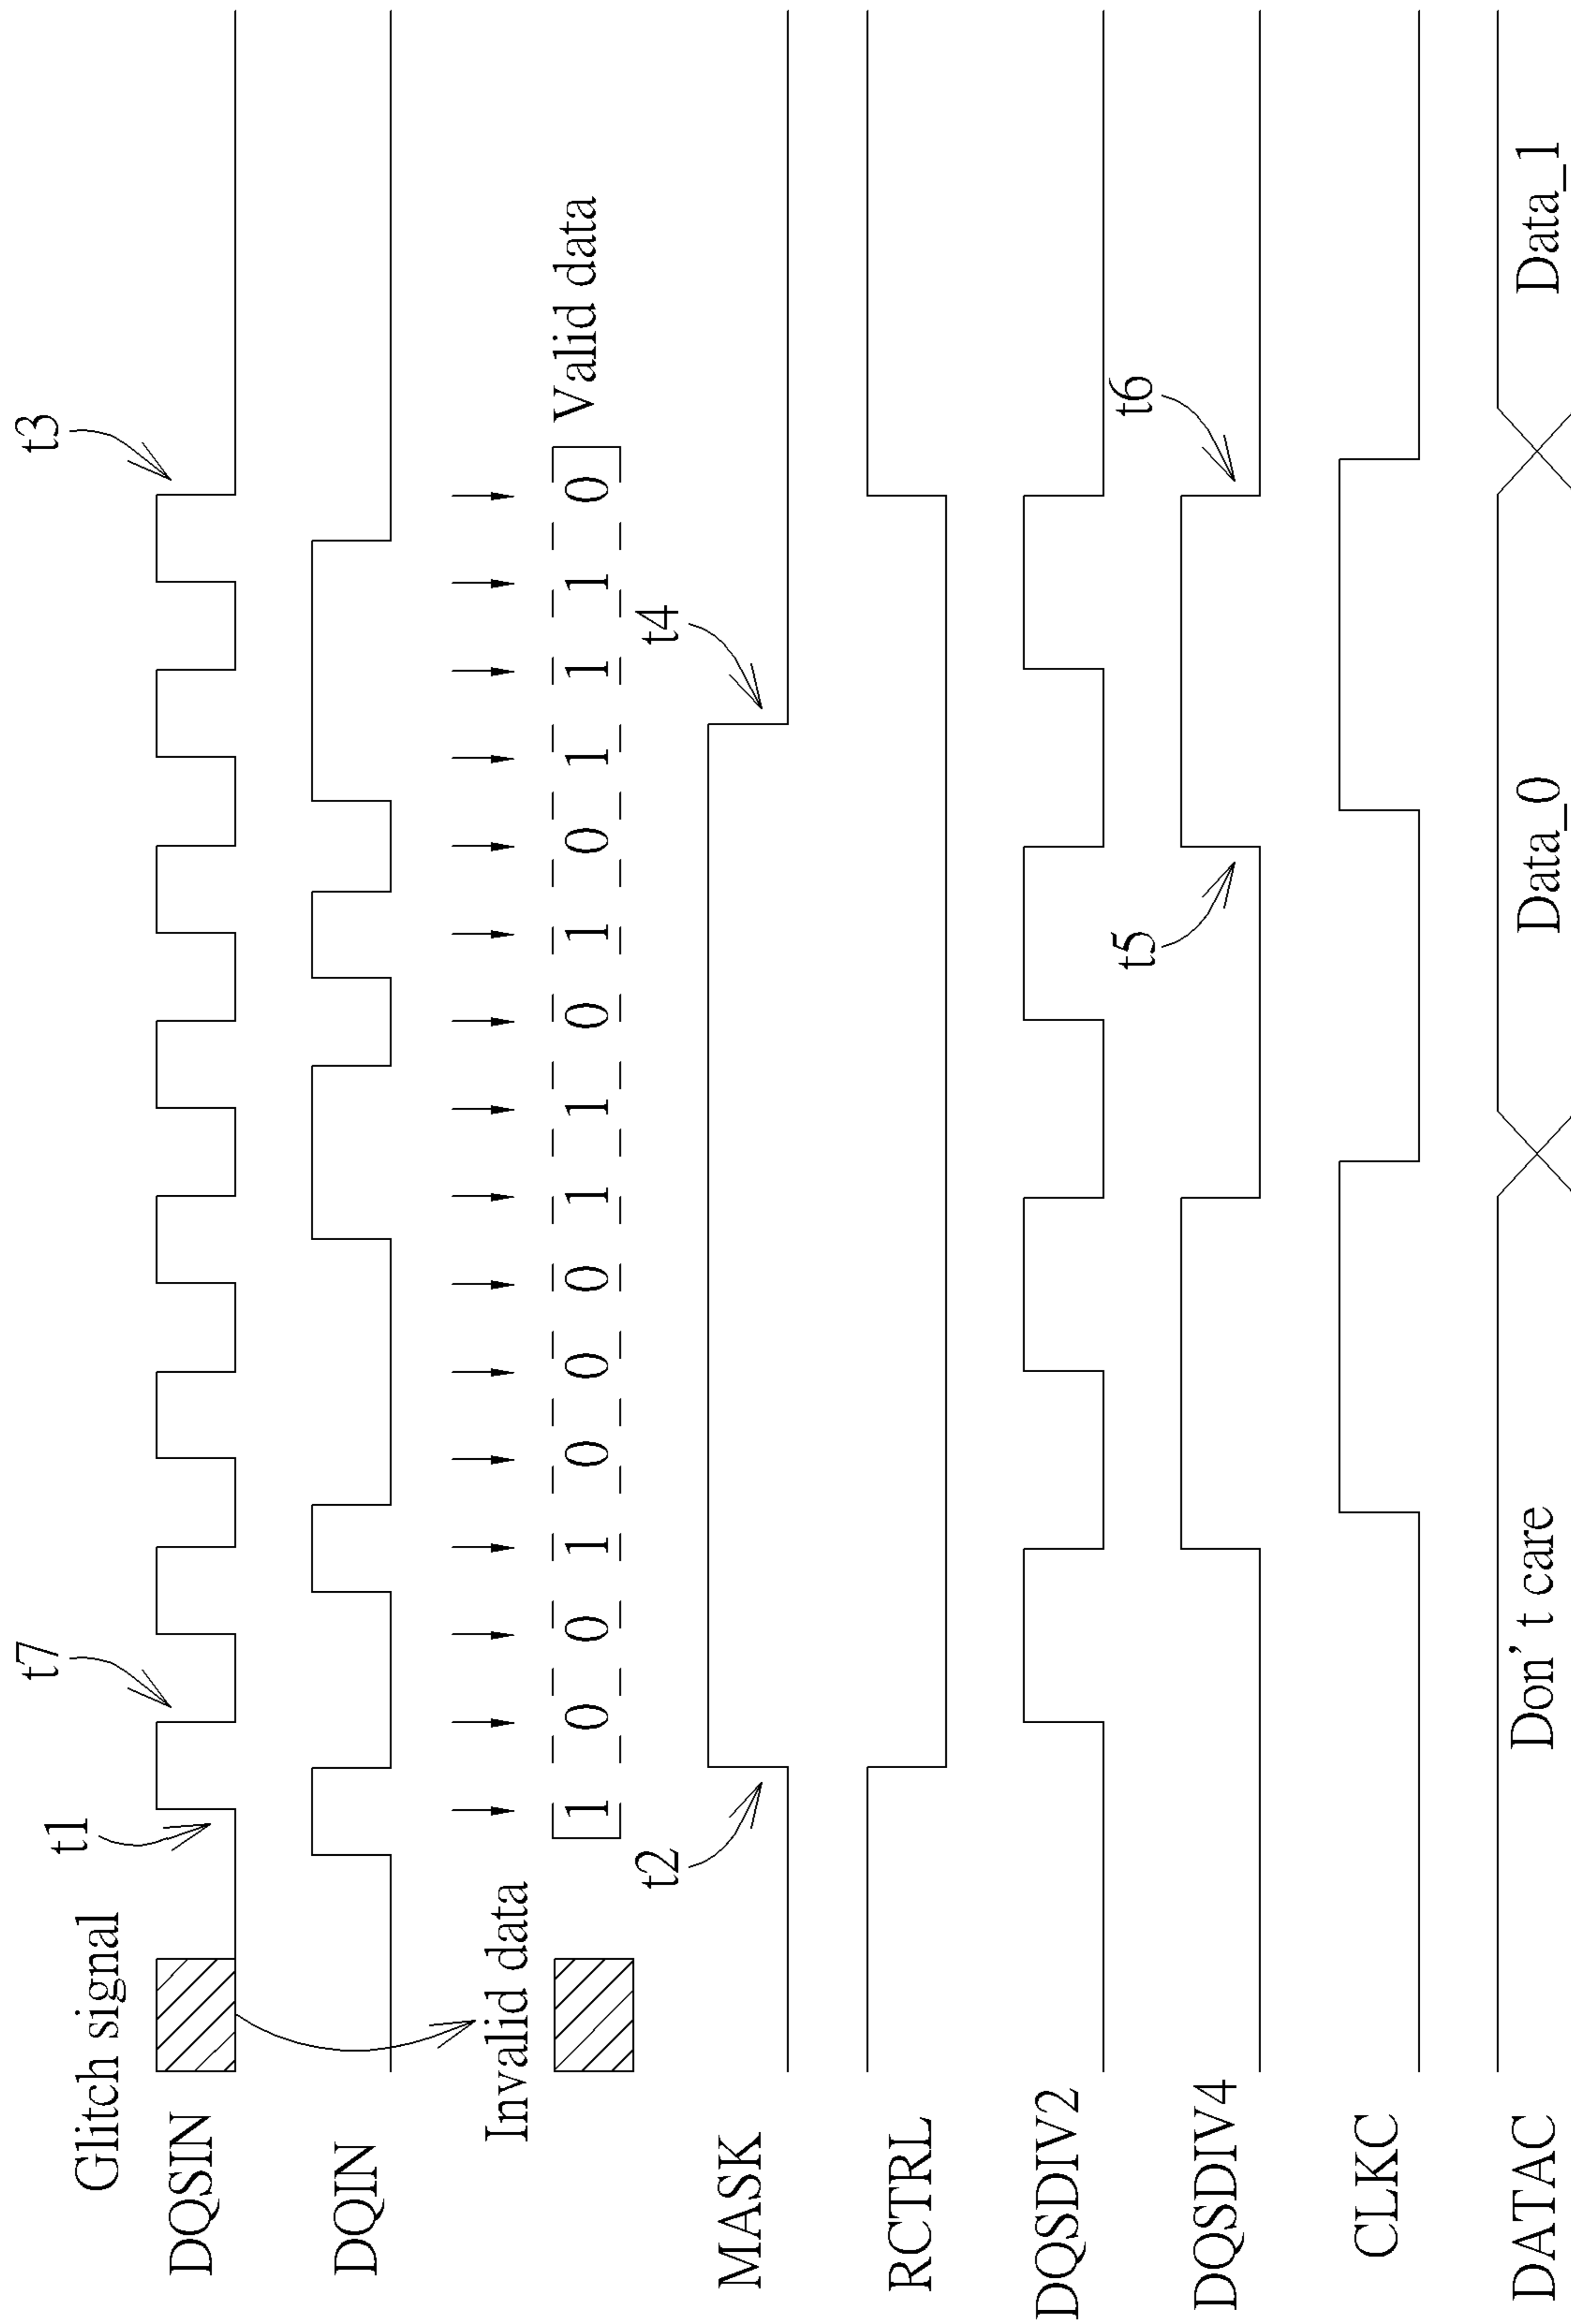 t7 t3
t1
Glitch signal
DQSIN
DQIN
Invalid data
1 0 0 1 0 0 0 1 1 0 1 0 1 1 1 0 Valid data
t2 t4
MASK
RCTRL
DQSDIV2
t5 t6
DQSDIV4
CLKC
DATAC Don't care Data_0 Data_1